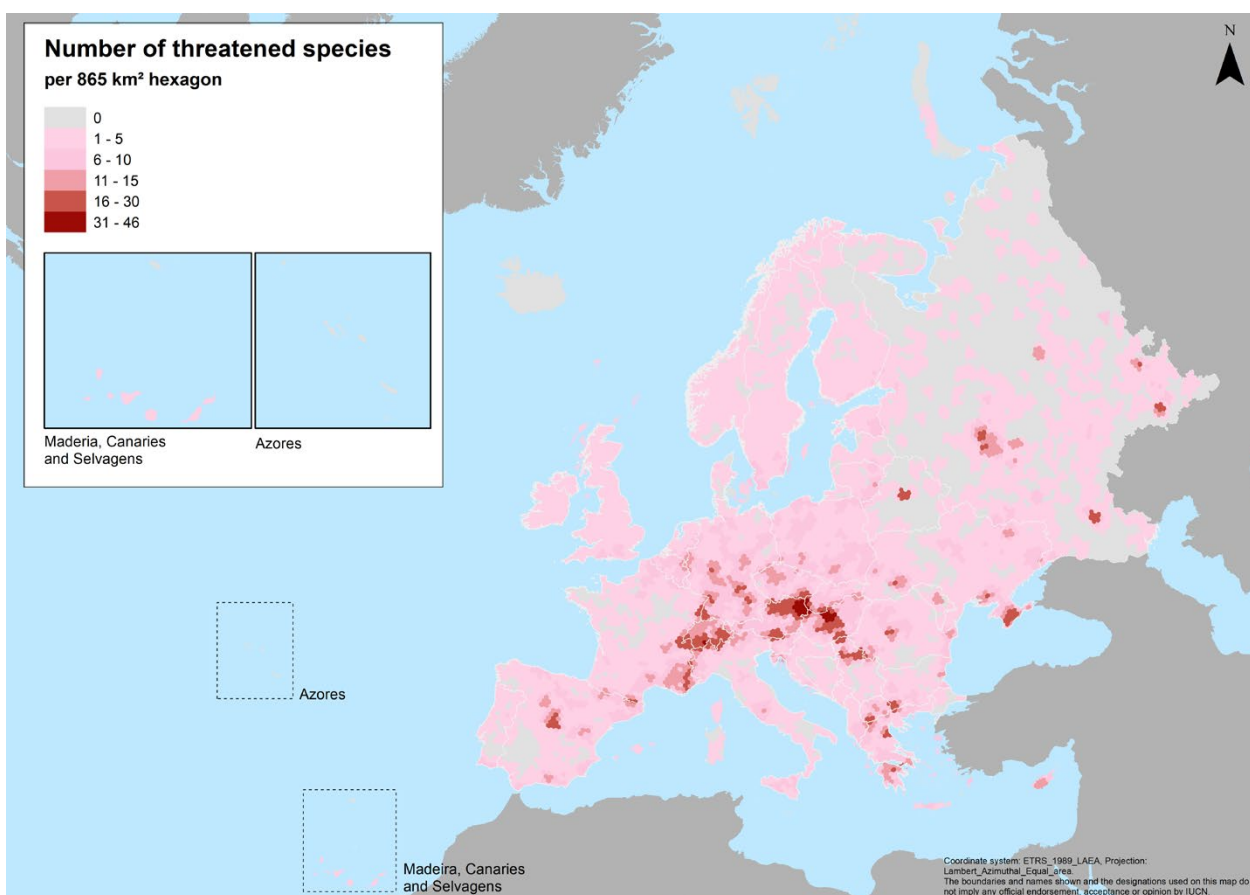 Number of threatened species
per 865 km² hexagon
0
1 - 5
6 - 10
11 - 15
16 - 30
31 - 46
Maderia, Canaries
and Selvagens
Azores
N
Azores
Madeira, Canaries
and Selvagens
Coordinate system: ETRS_1989_LAEA, Projection:
Lambert_Azimuthal_Equal_area.
The boundaries and names shown and the designations used on this map do
not imply any official endorsement, acceptance or opinion by IUCN.